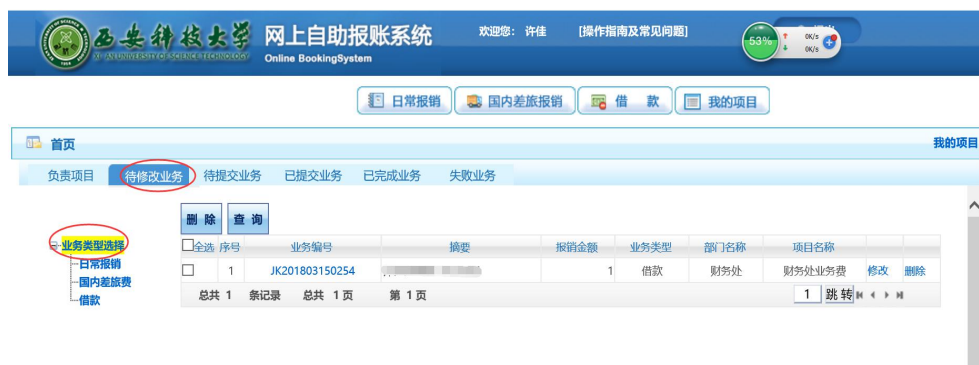 西安科技大学 网上自助报账系统 欢迎您： 许佳 [操作指南及常见问题]
XI'AN UNIVERSITY OF SCIENCE TECHNOLOGY Online BookingSystem
53% 0K/s
0K/s
日常报销 国内差旅报销 借 款 我的项目
首页 我的项目
负责项目 待修改业务 待提交业务 已提交业务 已完成业务 失败业务
删 除 查 询
业务类型选择
日常报销
国内差旅费
借款
全选 序号 业务编号 摘要 报销金额 业务类型 部门名称 项目名称
1 JK201803150254 1 借款 财务处 财务处业务费 修改 删除
总共 1 条记录 总共 1 页 第 1 页 1 跳 转